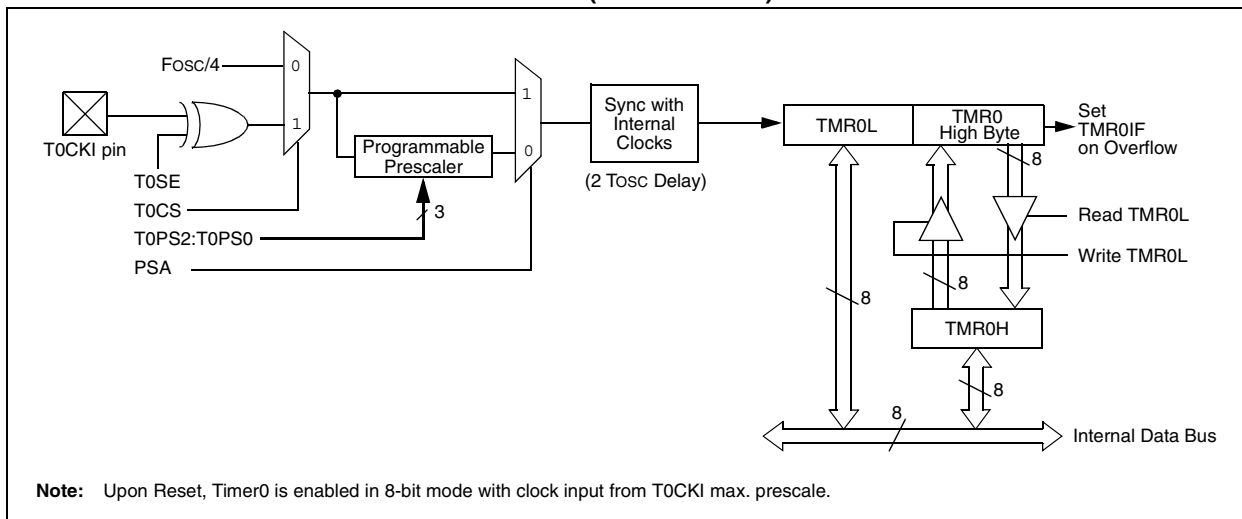 Fosc/4
0
1
T0CKI pin
T0SE
T0CS
T0PS2:T0PS0
PSA
Programmable
Prescaler
3
1
0
Sync with
Internal
Clocks
(2 Tosc Delay)
TMR0L
TMR0
High Byte
Set
TMR0IF
on Overflow
8
Read TMR0L
Write TMR0L
8
8
TMR0H
8
8
Internal Data Bus
Note: Upon Reset, Timer0 is enabled in 8-bit mode with clock input from T0CKI max. prescale.